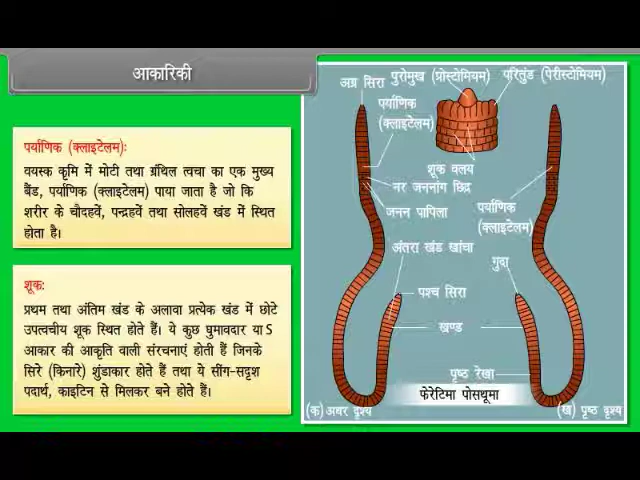 आकारिकी
पर्याणिक (क्लाइटेलम):
वयस्क कृमि में मोटी तथा ग्रंथिल त्वचा का एक मुख्य
बैंड, पर्याणिक (क्लाइटेलम) पाया जाता है जो कि
शरीर के चौदहवें, पन्द्रहवें तथा सोलहवें खंड में स्थित
होता है।
शूक:
प्रथम तथा अंतिम खंड के अलावा प्रत्येक खंड में छोटे
उपत्वचीय शूक स्थित होते हैं। ये कुछ घुमावदार या S
आकार की आकृति वाली संरचनाएं होती हैं जिनके
सिरे (किनारे) शुंडाकार होते हैं तथा ये सींग-सदृश
पदार्थ, काइटिन से मिलकर बने होते हैं।
अग्र सिरा
पुरोमुख (प्रोस्टोमियम)
परितुंड (पेरीस्टोमियम)
पर्याणिक
(क्लाइटेलम)
शूक वलय
नर जननांग छिद्र
जनन पापिला
पर्याणिक
(क्लाइटेलम)
अंतरा खंड खांचा
गुदा
पश्च सिरा
खण्ड
पृष्ठ रेखा
फेरेटिमा पोसथूमा
(क) अधर दृश्य
(ख) पृष्ठ दृश्य